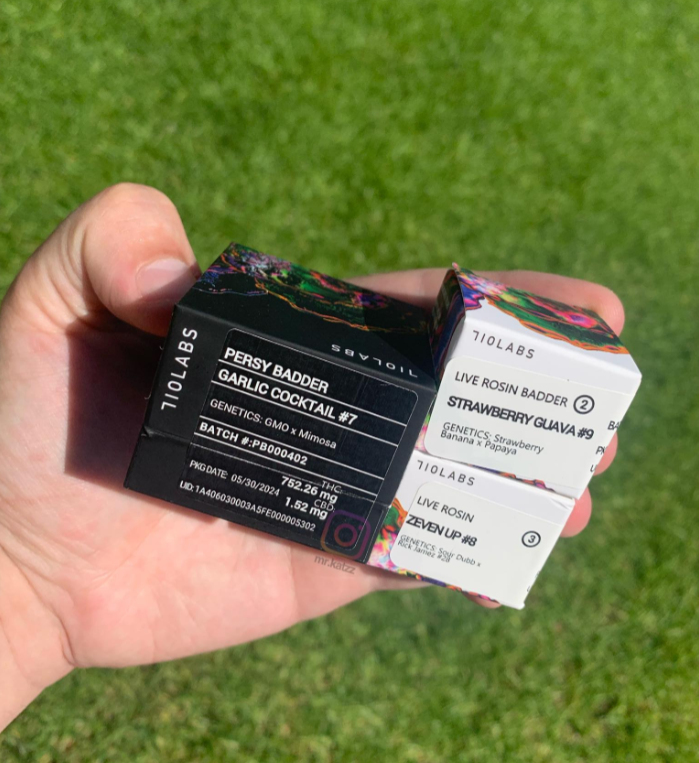 710LABS
710LABS
PERSY BADDER
GARLIC COCKTAIL #7
GENETICS: GMO x Mimosa
BATCH #:PB000402
THC:
PKG DATE: 05/30/2024 752.26 mg
CBD:
1.52 mg
UID:1A406030003A5FE000005302
710LABS
LIVE ROSIN BADDER 2
STRAWBERRY GUAVA #9
GENETICS: Strawberry
Banana x Papaya
710LABS
LIVE ROSIN
ZEVEN UP #8
3
GENETICS: Sour Dubb x
Rick Jamez #28
mr.katzz